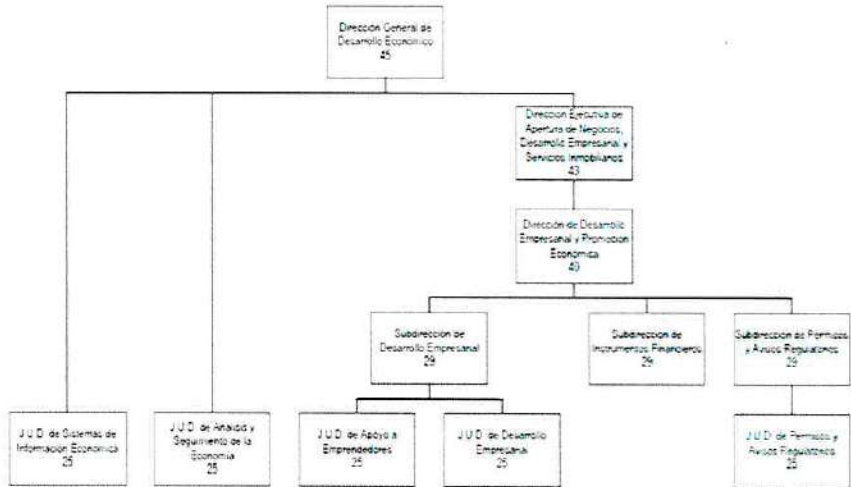 Dirección General de
Desarrollo Económico
45
Dirección Ejecutiva de
Apertura de Negocios,
Desarrollo Empresarial y
Servicios Inmobiliarios
43
Dirección de Desarrollo
Empresarial y Promoción
Económica
40
Subdirección de
Desarrollo Empresarial
29
Subdirección de
Instrumentos Financieros
29
Subdirección de Permisos
y Avisos Regulatorios
29
J.U.D. de Sistemas de
Información Económica
25
J.U.D. de Análisis y
Seguimiento de la
Economía
25
J.U.D. de Apoyo a
Emprendedores
25
J.U.D. de Desarrollo
Empresarial
25
J.U.D. de Permisos y
Avisos Regulatorios
25